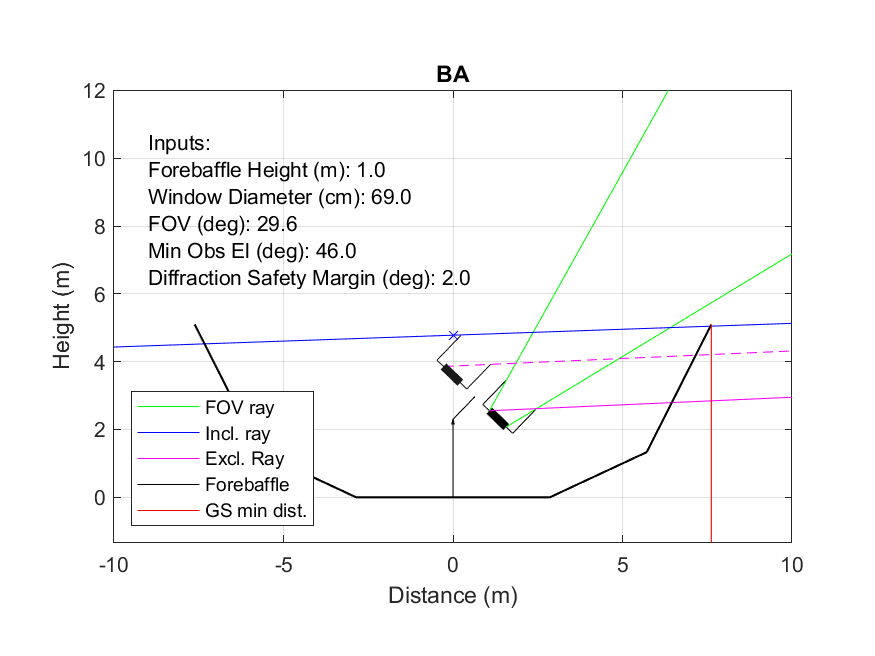 BA
12
10
8
6
4
2
0
Height (m)
Inputs:
Forebaffle Height (m): 1.0
Window Diameter (cm): 69.0
FOV (deg): 29.6
Min Obs El (deg): 46.0
Diffraction Safety Margin (deg): 2.0
FOV ray
Incl. ray
Excl. Ray
Forebaffle
GS min dist.
-10
-5
0
5
10
Distance (m)